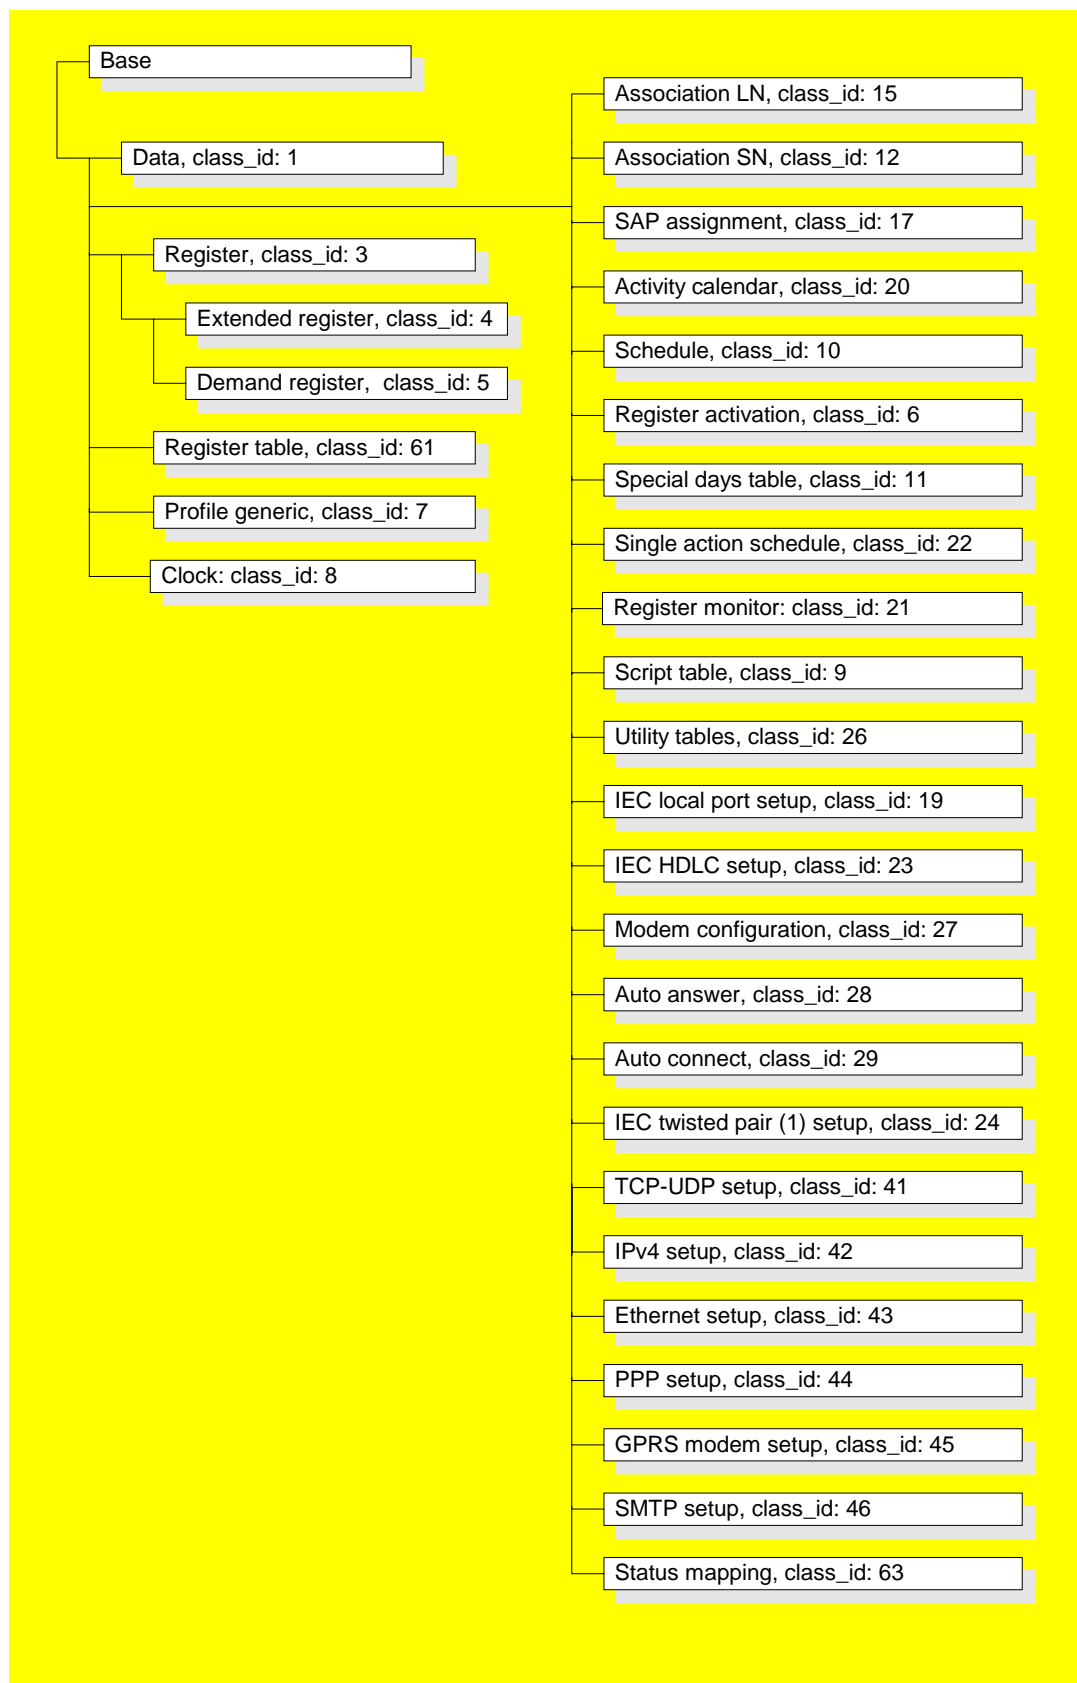 Base
Data, class_id: 1
Register, class_id: 3
Extended register, class_id: 4
Demand register,  class_id: 5
Register table, class_id: 61
Profile generic, class_id: 7
Clock: class_id: 8
Association LN, class_id: 15
Association SN, class_id: 12
SAP assignment, class_id: 17
Activity calendar, class_id: 20
Schedule, class_id: 10
Register activation, class_id: 6
Special days table, class_id: 11
Single action schedule, class_id: 22
Register monitor: class_id: 21
Script table, class_id: 9
Utility tables, class_id: 26
IEC local port setup, class_id: 19
IEC HDLC setup, class_id: 23
Modem configuration, class_id: 27
Auto answer, class_id: 28
Auto connect, class_id: 29
IEC twisted pair (1) setup, class_id: 24
TCP-UDP setup, class_id: 41
IPv4 setup, class_id: 42
Ethernet setup, class_id: 43
PPP setup, class_id: 44
GPRS modem setup, class_id: 45
SMTP setup, class_id: 46
Status mapping, class_id: 63